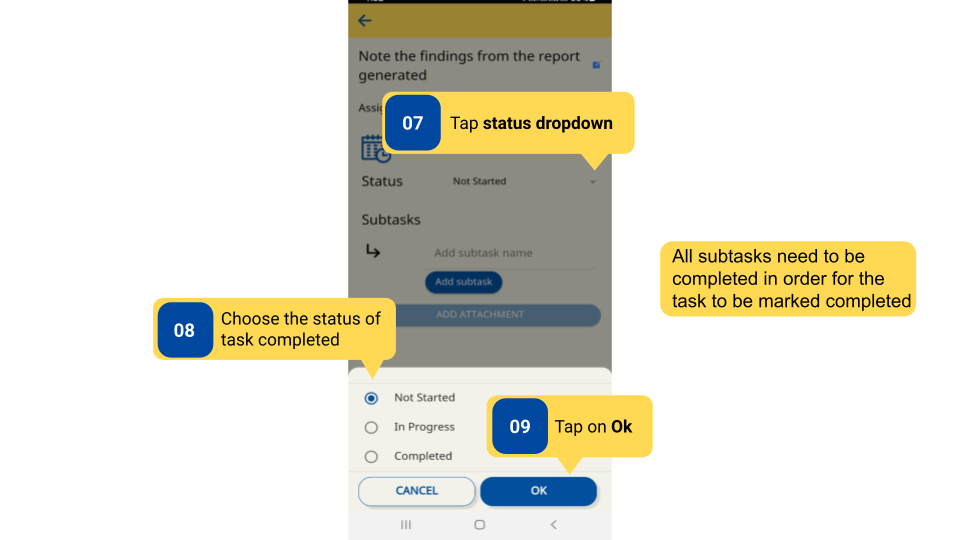 Note the findings from the report
generated
07
Tap status dropdown
Status
Not Started
Subtasks
Add subtask name
Add subtask
All subtasks need to be
completed in order for the
task to be marked completed
08
Choose the status of
task completed
ADD ATTACHMENT
Not Started
In Progress
Completed
09
Tap on Ok
CANCEL
OK